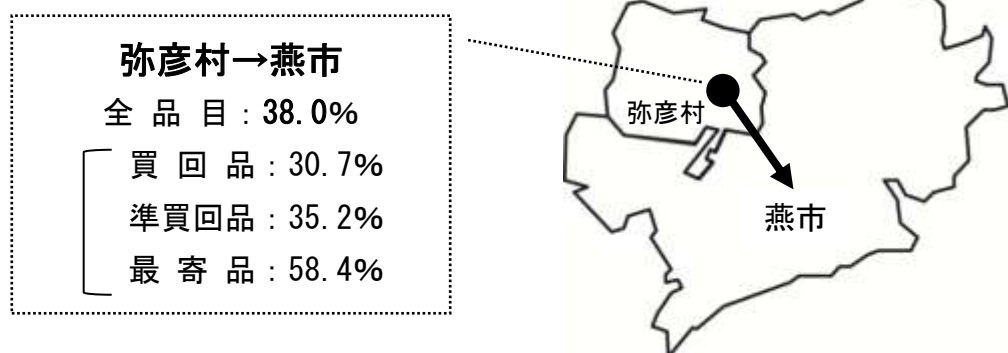 弥彦村→燕市
全 品 目：38.0%
買 回 品：30.7%
準買回品：35.2%
最 寄 品：58.4%
弥彦村
燕市